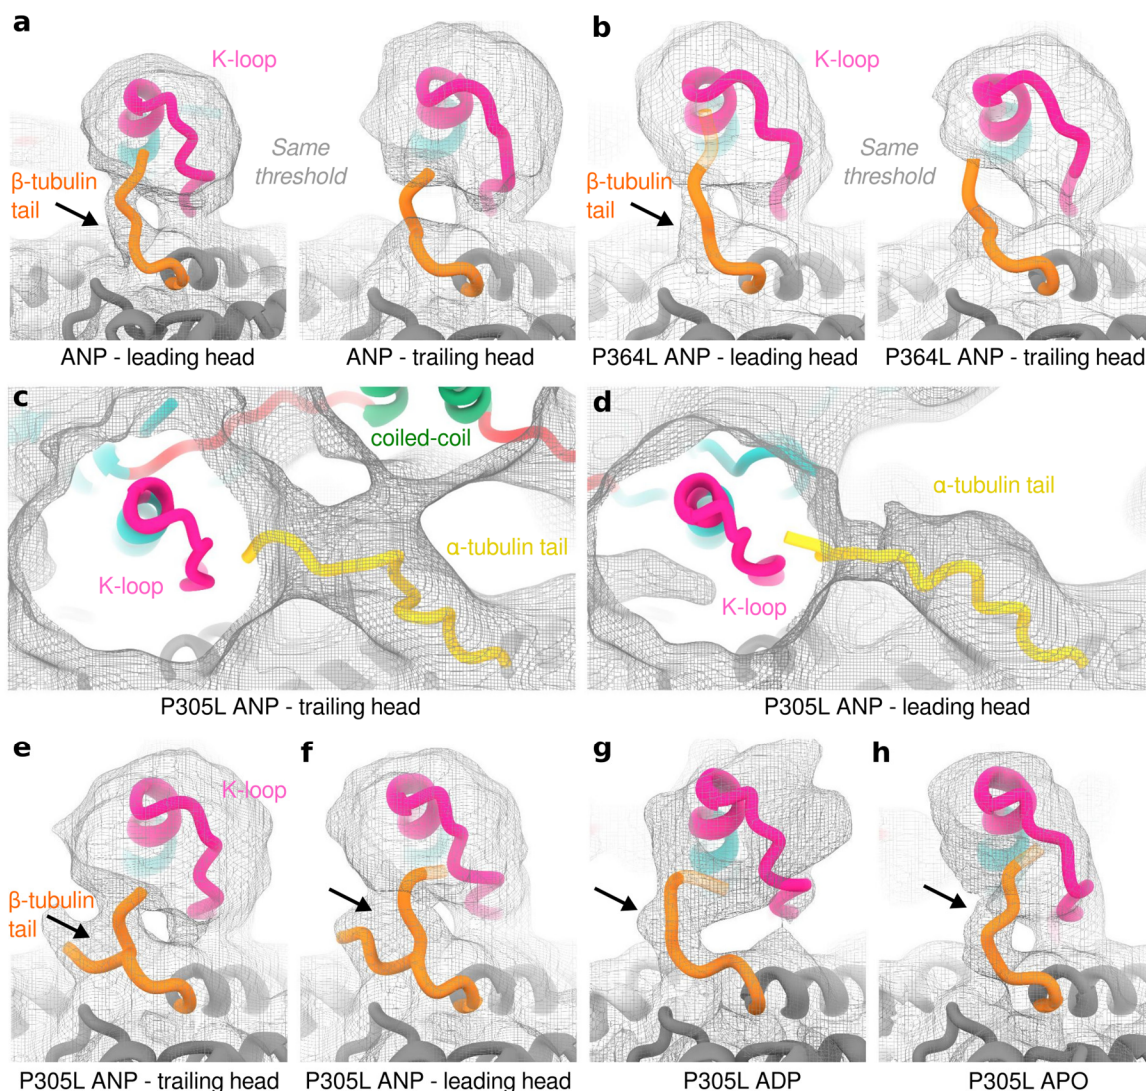 a
K-loop
Same
threshold
β-tubulin
tail
ANP - leading head
ANP - trailing head
b
K-loop
Same
threshold
β-tubulin
tail
P364L ANP - leading head
P364L ANP - trailing head
c
coiled-coil
α-tubulin tail
K-loop
P305L ANP - trailing head
d
α-tubulin tail
K-loop
P305L ANP - leading head
e
K-loop
β-tubulin
tail
P305L ANP - trailing head
f
P305L ANP - leading head
g
P305L ADP
h
P305L APO